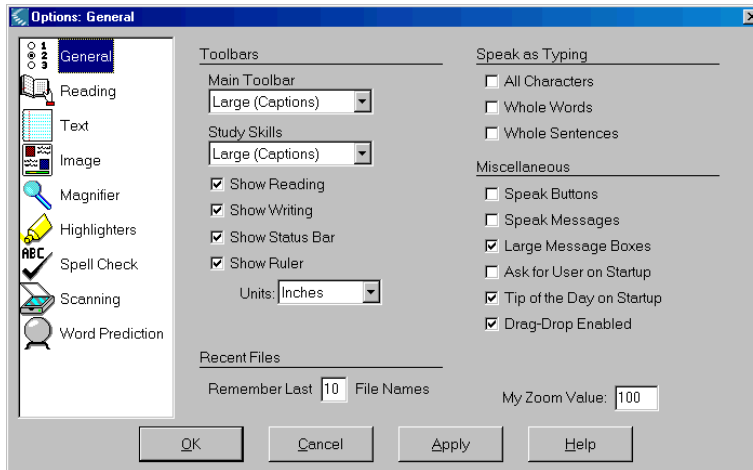 Options: General
General
Reading
Text
Image
Magnifier
Highlighters
ABC
Spell Check
Scanning
Word Prediction
Toolbars
Main Toolbar
Large (Captions)
Study Skills
Large (Captions)
Show Reading
Show Writing
Show Status Bar
Show Ruler
Units: Inches
Recent Files
Remember Last 10 File Names
Speak as Typing
All Characters
Whole Words
Whole Sentences
Miscellaneous
Speak Buttons
Speak Messages
Large Message Boxes
Ask for User on Startup
Tip of the Day on Startup
Drag-Drop Enabled
My Zoom Value: 100
OK Cancel Apply Help
1
2
3